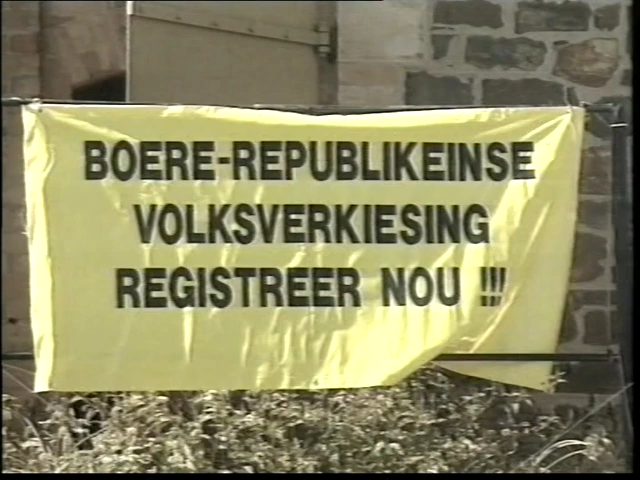 BOERE-REPUBLIKEINSE
VOLKSVERKIESING
REGISTREER NOU !!!